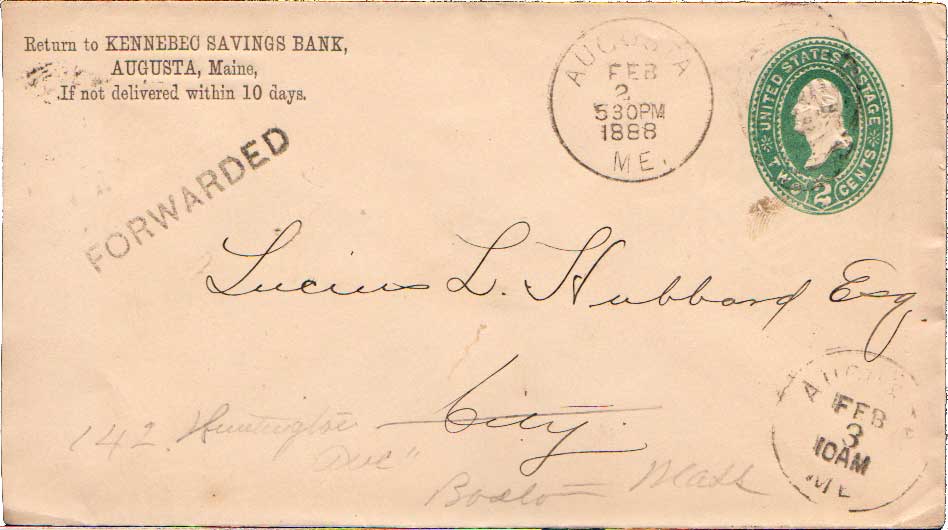 Return to KENNEBEC SAVINGS BANK,
AUGUSTA, Maine,
If not delivered within 10 days.
FORWARDED
AUGUSTA
FEB
2
530PM
1888
ME.
UNITED STATES POSTAGE
TWO 2 CENTS
Lucius L. Hubbard Esq.
City
142 Huntington
Ave"
Boston Mass
AUGUSTA
FEB
3
10AM
ME